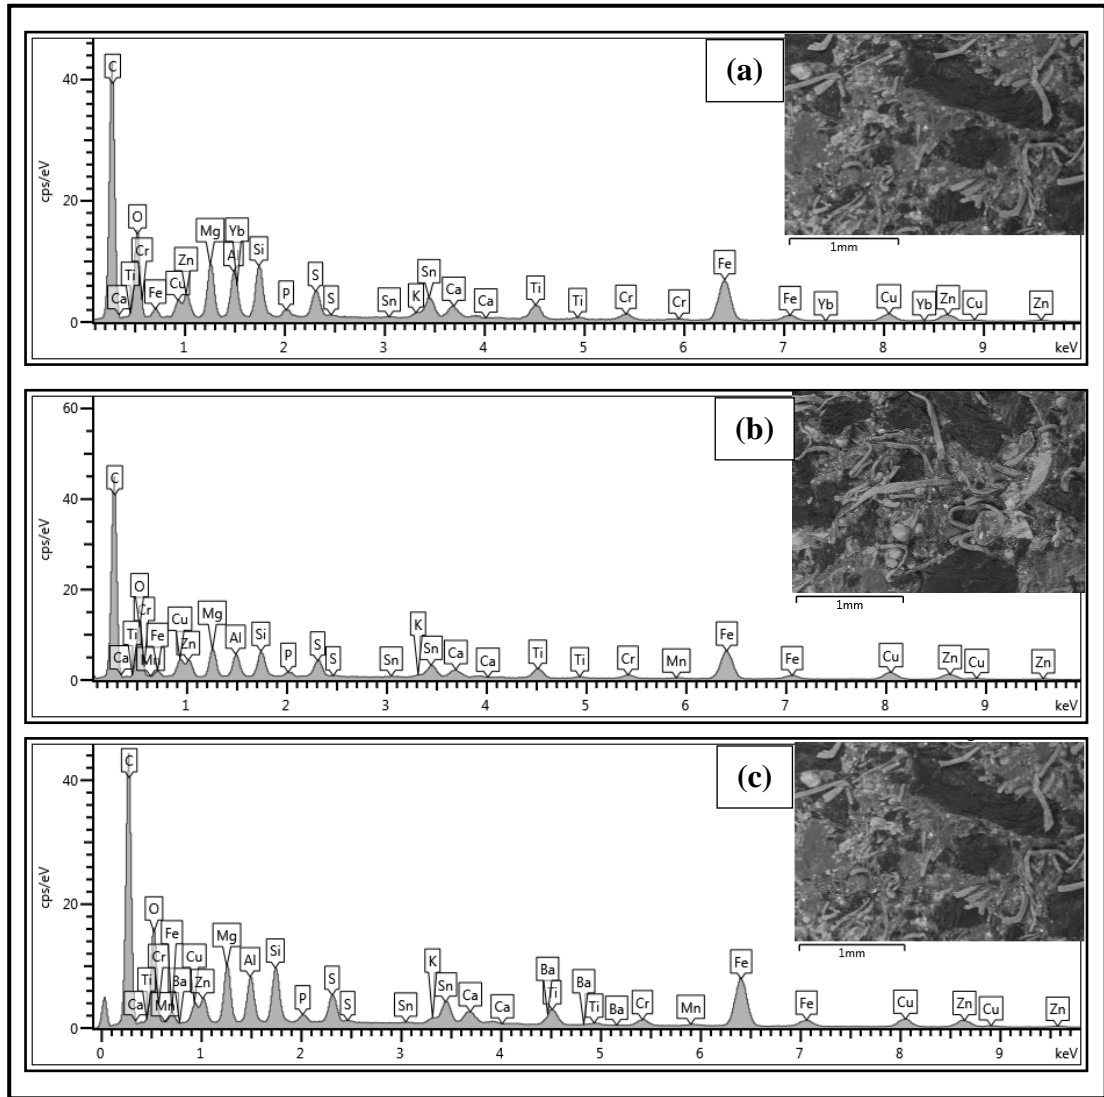 (a)
40
20
0
cps/eV
C
O
Cr
Ti
Ca
Fe
Cu
Zn
Mg
Yb
Al
Si
P
S
S
Sn
K
Sn
Ca
Ca
Ti
Ti
Cr
Cr
Fe
Fe
Yb
Cu
Yb
Zn
Cu
Zn
1 2 3 4 5 6 7 8 9 keV
1mm
(b)
60
40
20
0
cps/eV
C
O
Cr
Ti
Ca
Mn
Fe
Cu
Zn
Mg
Al
Si
P
S
S
Sn
K
Sn
Ca
Ca
Ti
Ti
Cr
Mn
Fe
Fe
Cu
Zn
Cu
Zn
1 2 3 4 5 6 7 8 9 keV
1mm
(c)
40
20
0
cps/eV
C
O
Fe
Cr
Cu
Ti
Ba
Zn
Ca
Mn
Mg
Al
Si
P
S
S
Sn
K
Sn
Ca
Ca
Ba
Ti
Ba
Ti
Ba
Cr
Mn
Fe
Fe
Cu
Zn
Cu
Zn
0 1 2 3 4 5 6 7 8 9 keV
1mm